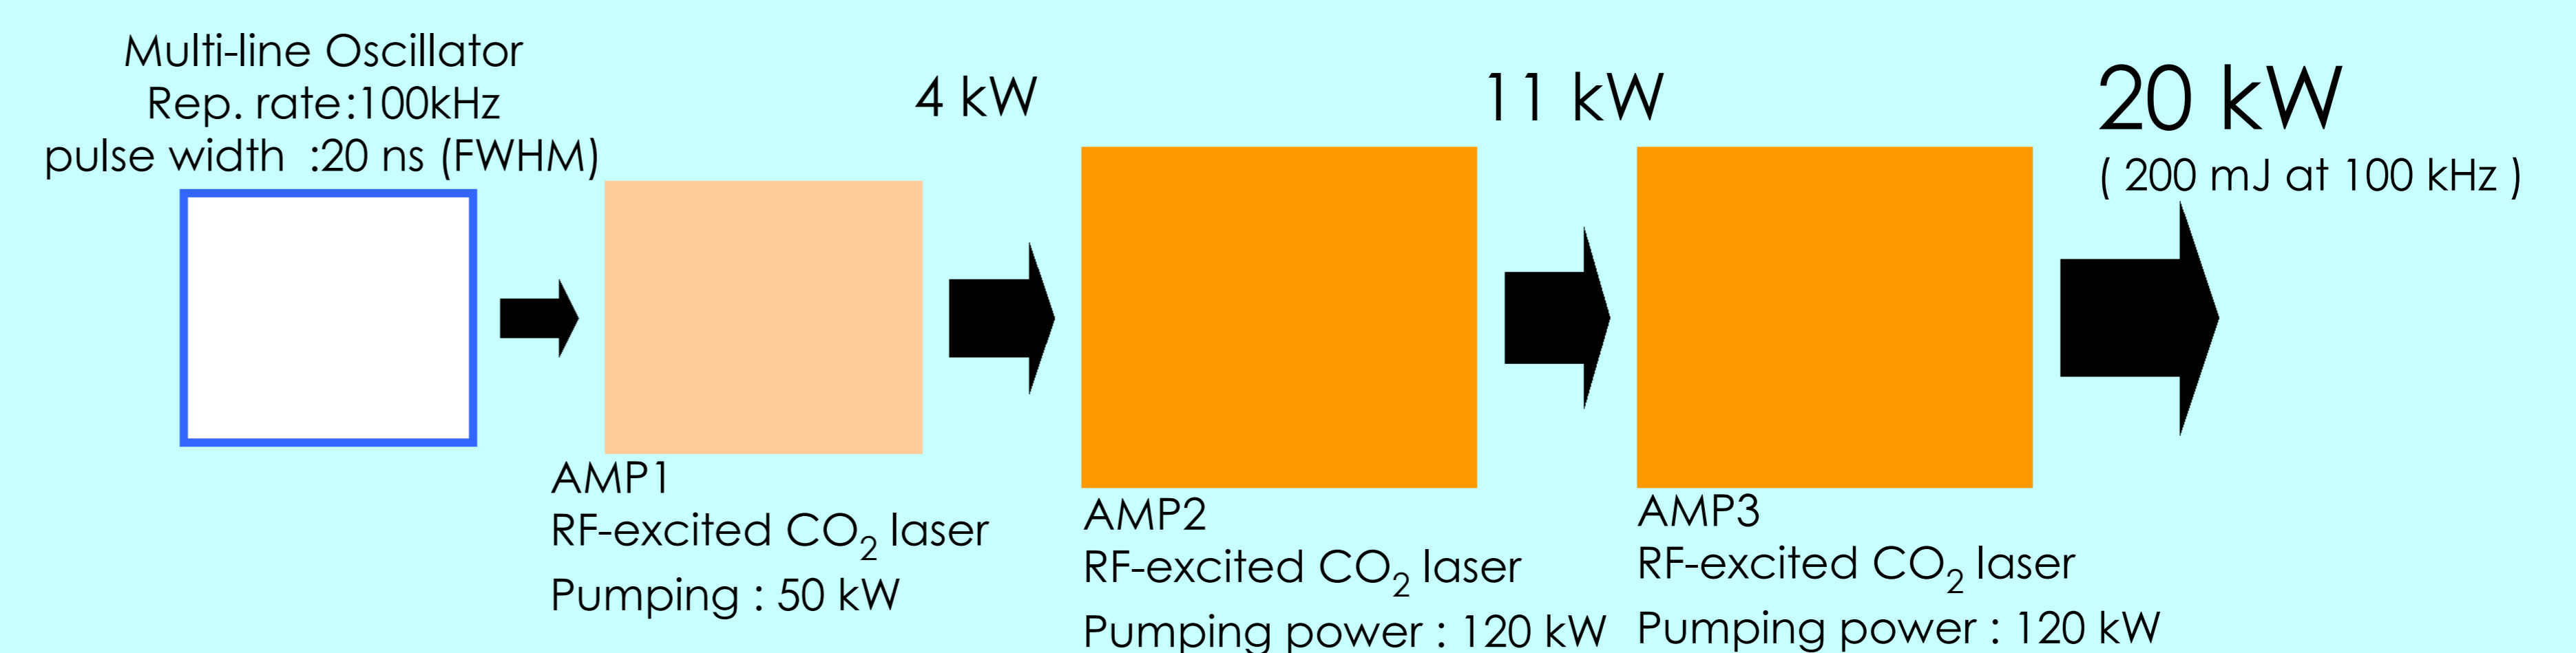 Multi-line Oscillator
Rep. rate:100kHz
pulse width :20 ns (FWHM)
4 kW
11 kW
20 kW
( 200 mJ at 100 kHz )
AMP1
RF-excited CO₂ laser
Pumping : 50 kW
AMP2
RF-excited CO₂ laser
Pumping power : 120 kW
AMP3
RF-excited CO₂ laser
Pumping power : 120 kW